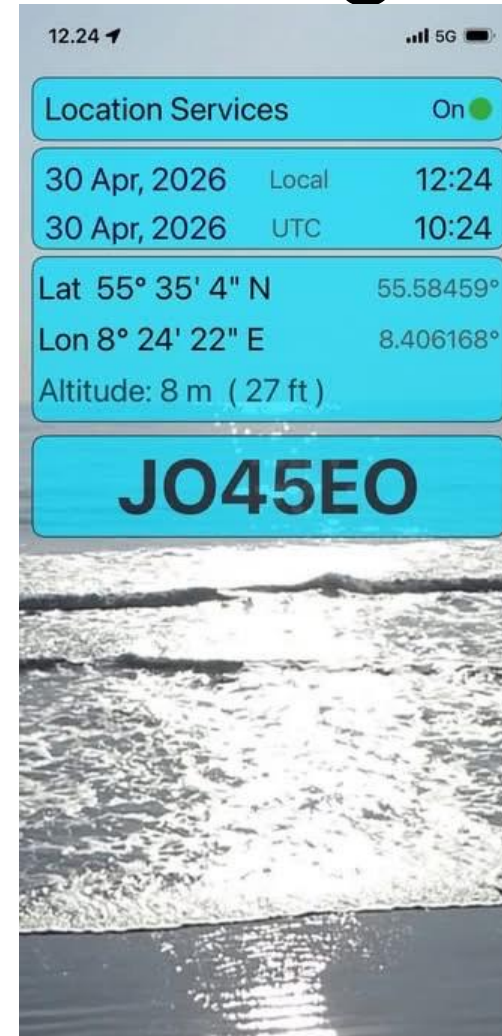 12.24 5G
Location Services On
30 Apr, 2026 Local 12:24
30 Apr, 2026 UTC 10:24
Lat 55° 35' 4" N 55.58459°
Lon 8° 24' 22" E 8.406168°
Altitude: 8 m ( 27 ft )
JO45EO